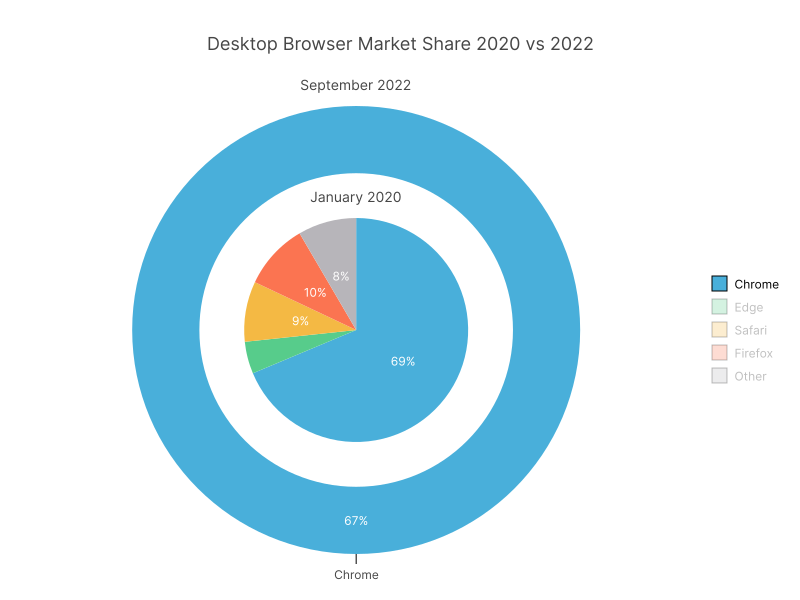 Desktop Browser Market Share 2020 vs 2022
September 2022
January 2020
8%
10%
9%
69%
67%
Chrome
Chrome
Edge
Safari
Firefox
Other